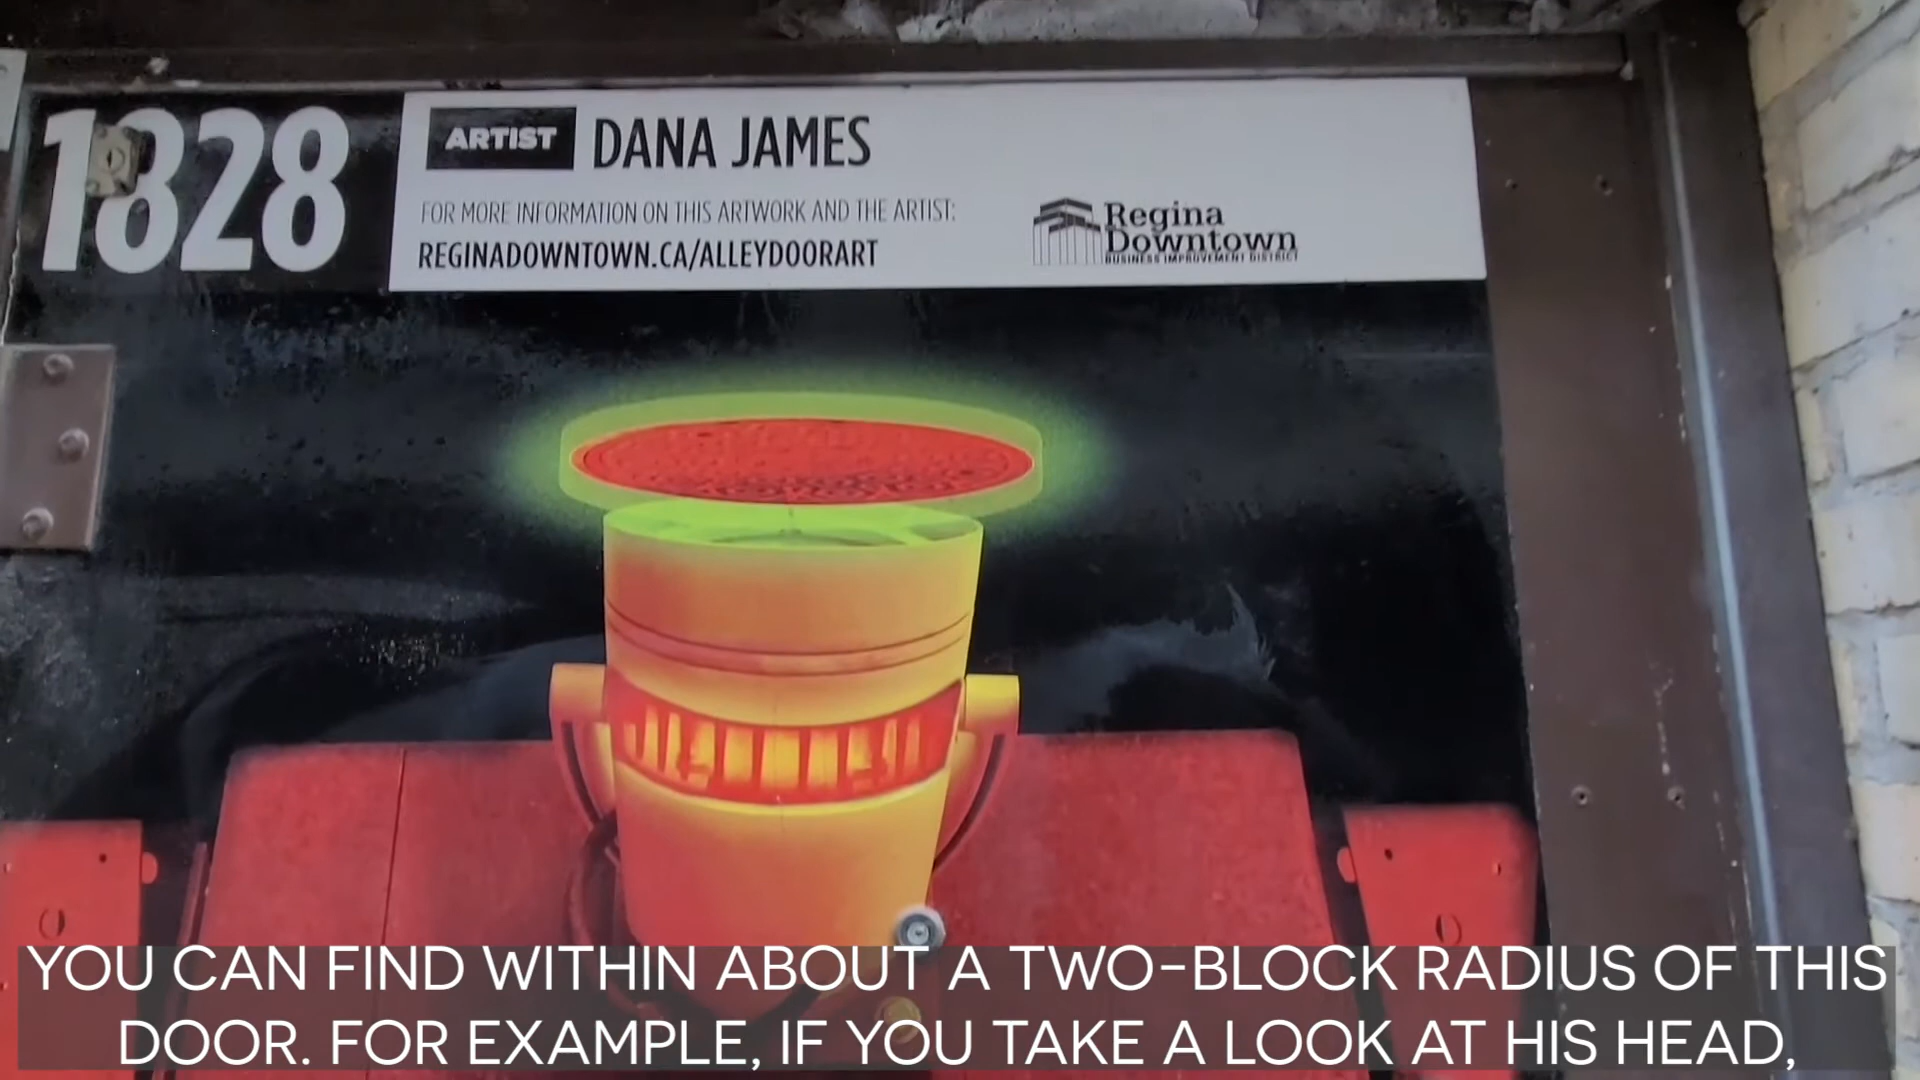 1828
ARTIST DANA JAMES
FOR MORE INFORMATION ON THIS ARTWORK AND THE ARTIST:
REGINADOWNTOWN.CA/ALLEYDOORART
Regina
Downtown
BUSINESS IMPROVEMENT DISTRICT
YOU CAN FIND WITHIN ABOUT A TWO-BLOCK RADIUS OF THIS
DOOR. FOR EXAMPLE, IF YOU TAKE A LOOK AT HIS HEAD,